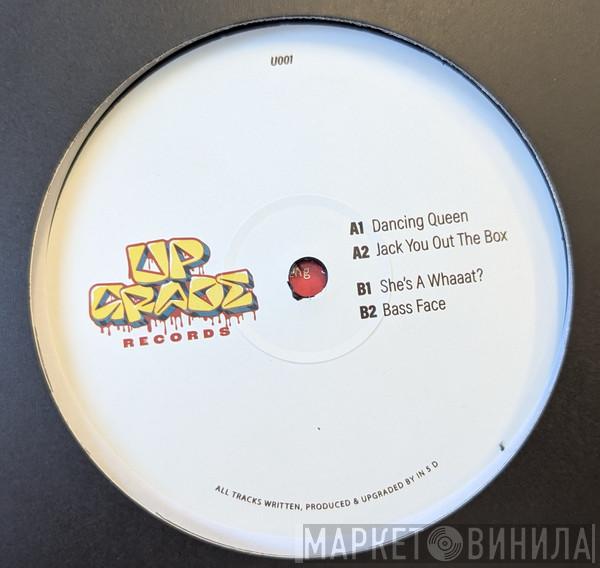 U001
A1 Dancing Queen
A2 Jack You Out The Box
B1 She's A Whaaat?
B2 Bass Face
UP
GRADE
RECORDS
ALL TRACKS WRITTEN, PRODUCED & UPGRADED BY IN 5 D
МАРКЕТ ВИНИЛА